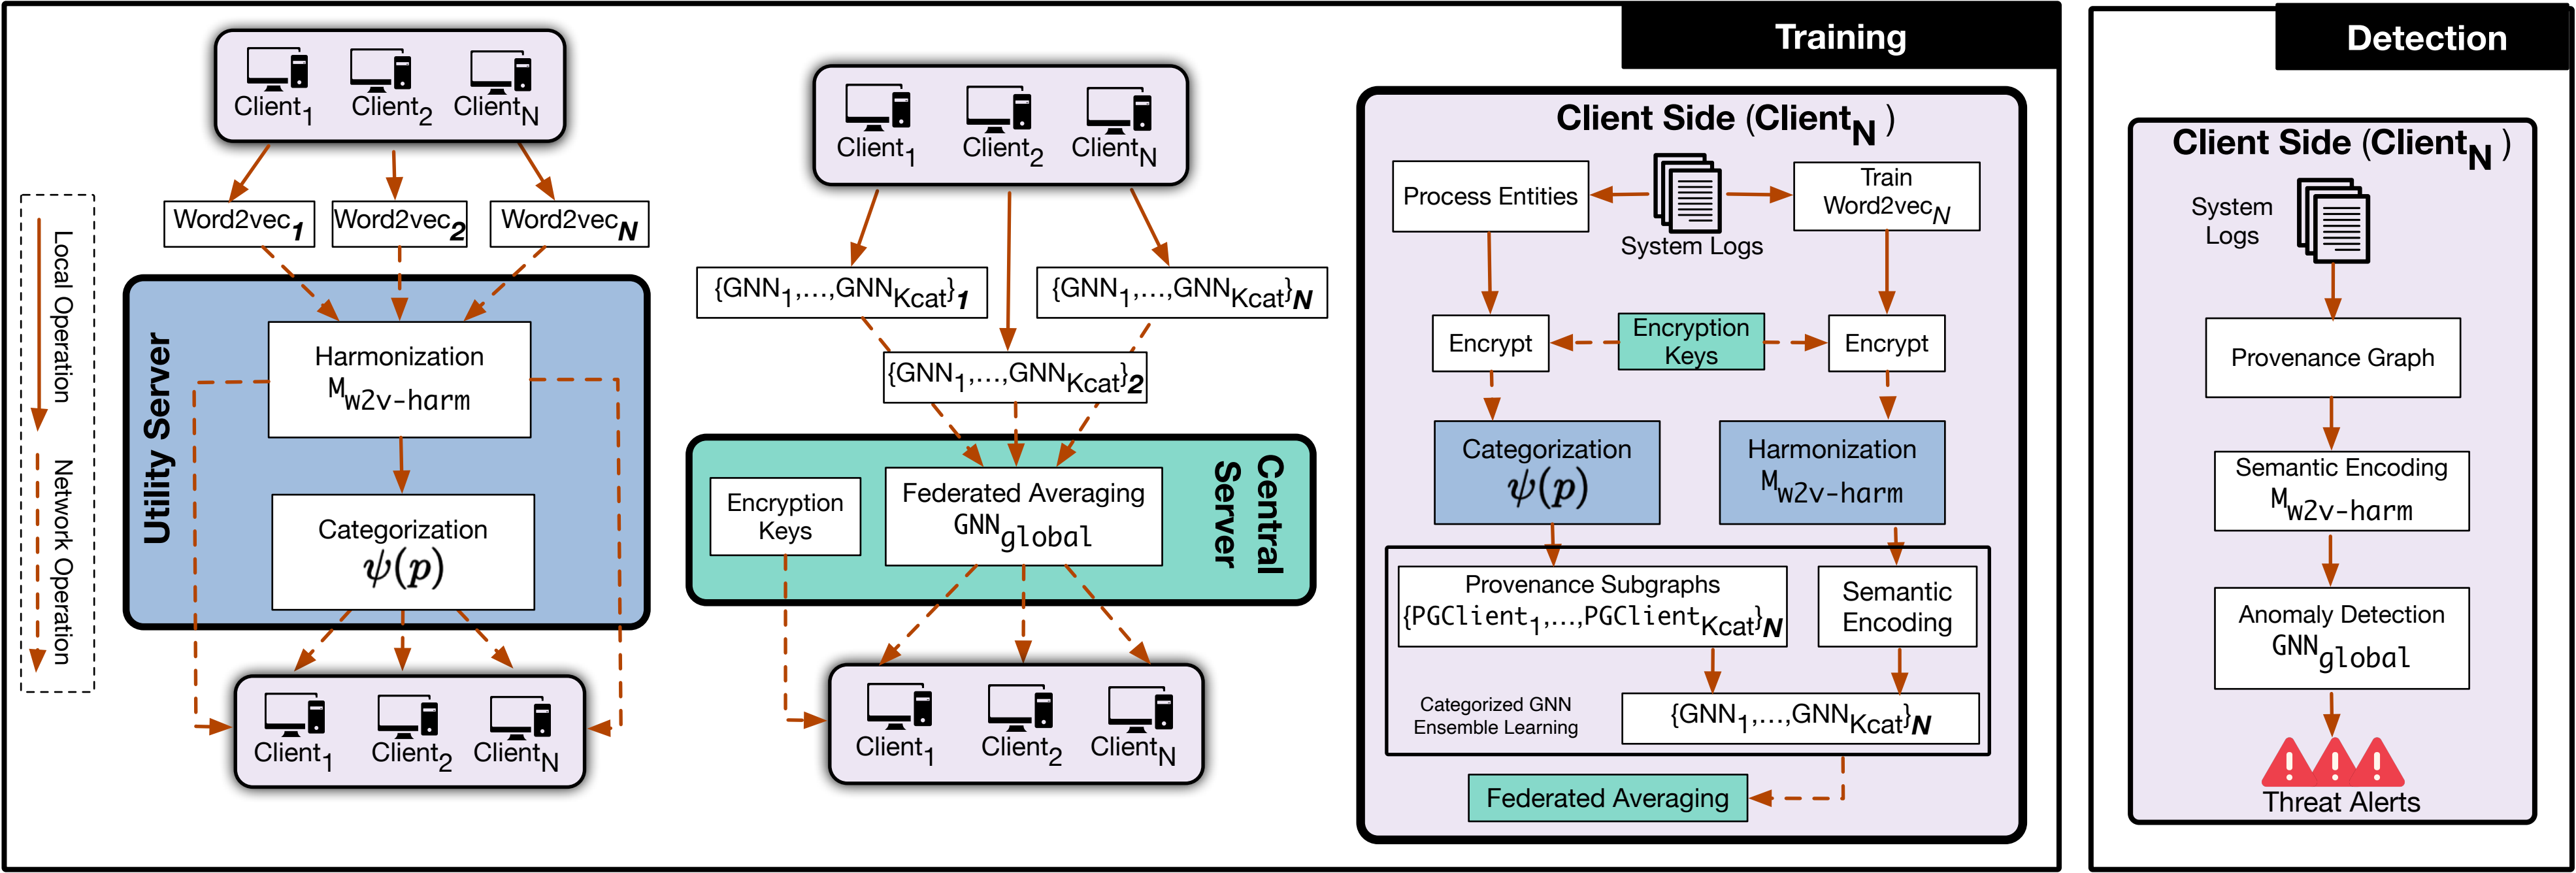 Training
Detection
Client1
Client2
ClientN
Word2vec1
Word2vec2
Word2vecN
Local Operation
Network Operation
Utility Server
Harmonization
Mw2v-harm
Categorization
ψ(p)
Client1
Client2
ClientN
Client1
Client2
ClientN
{GNN1,...,GNNKcat}1
{GNN1,...,GNNKcat}N
{GNN1,...,GNNKcat}2
Central
Server
Encryption
Keys
Federated Averaging
GNNglobal
Client1
Client2
ClientN
Client Side (ClientN)
Process Entities
System Logs
Train
Word2vecN
Encrypt
Encryption
Keys
Encrypt
Categorization
ψ(p)
Harmonization
Mw2v-harm
Provenance Subgraphs
{PGClient1,...,PGClientKcat}N
Semantic
Encoding
Categorized GNN
Ensemble Learning
{GNN1,...,GNNKcat}N
Federated Averaging
Client Side (ClientN)
System
Logs
Provenance Graph
Semantic Encoding
Mw2v-harm
Anomaly Detection
GNNglobal
Threat Alerts